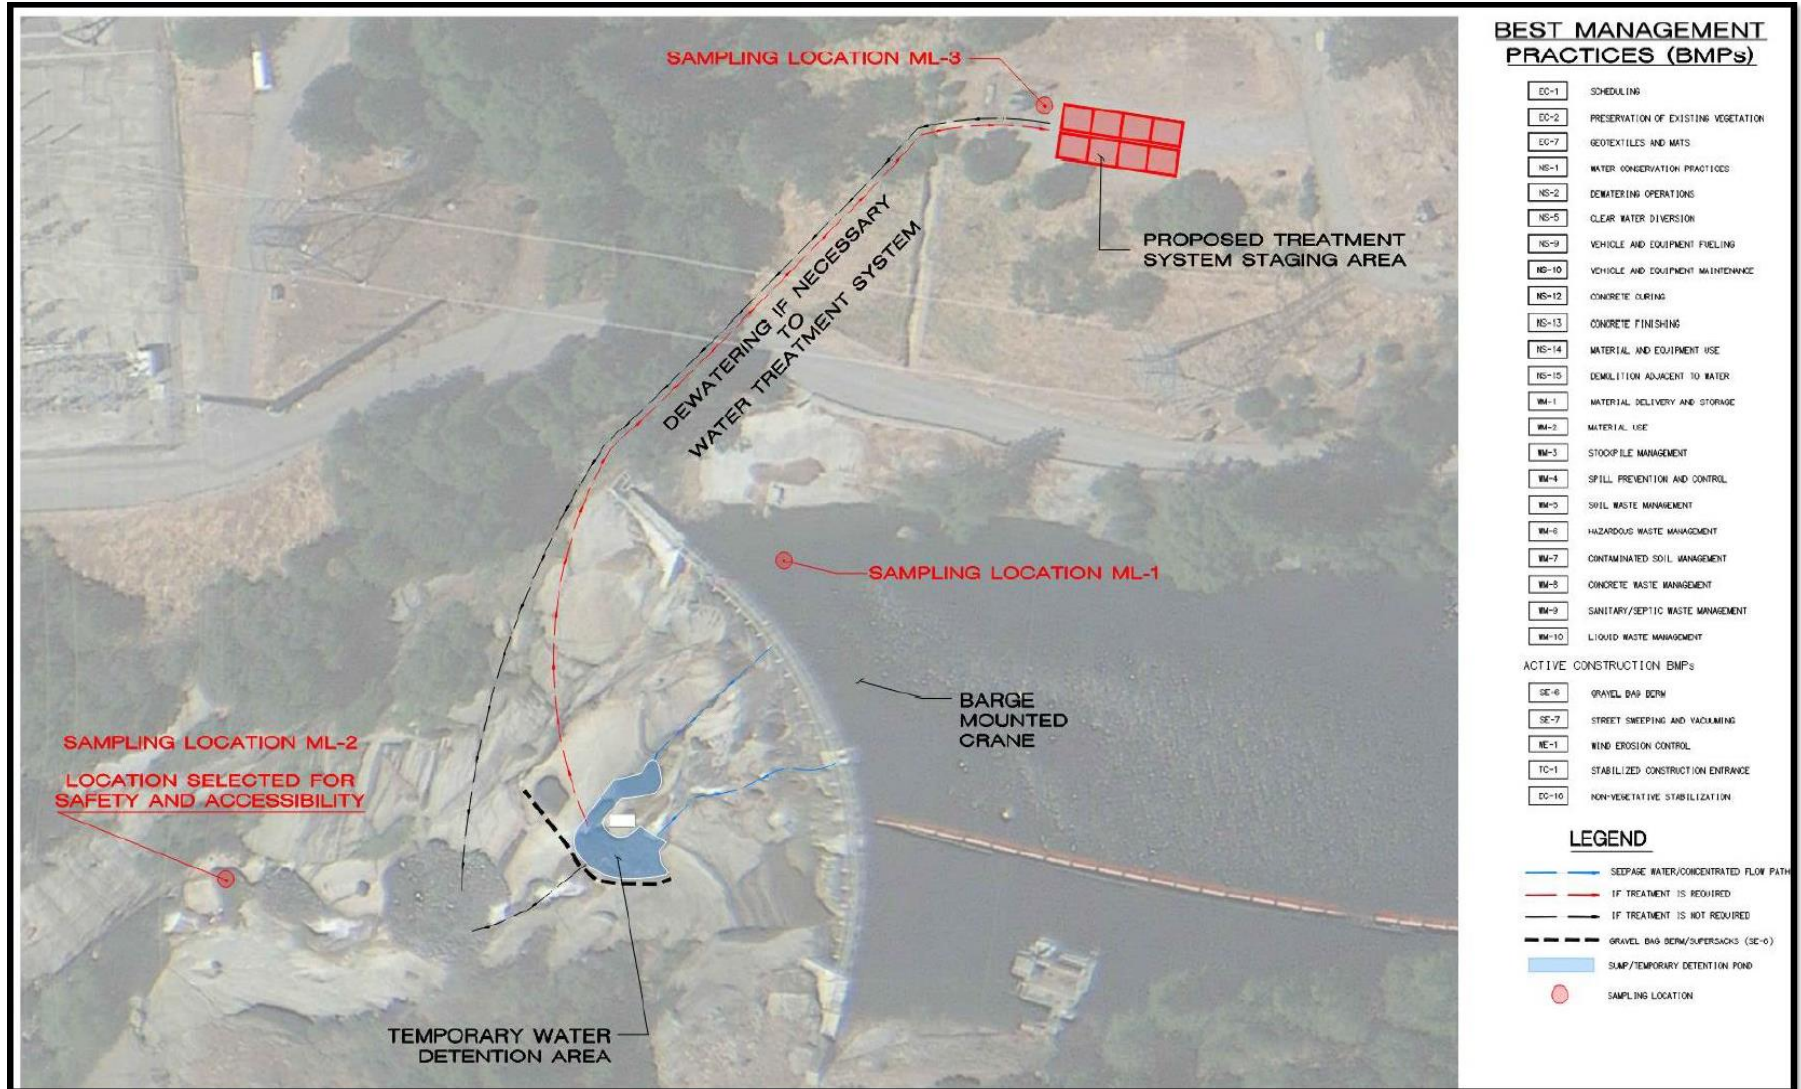 SAMPLING LOCATION ML-3
PROPOSED TREATMENT
SYSTEM STAGING AREA
DEWATERING IF NECESSARY
TO
WATER TREATMENT SYSTEM
SAMPLING LOCATION ML-1
BARGE
MOUNTED
CRANE
SAMPLING LOCATION ML-2
LOCATION SELECTED FOR
SAFETY AND ACCESSIBILITY
TEMPORARY WATER
DETENTION AREA
BEST MANAGEMENT
PRACTICES (BMPs)
EC-1 SCHEDULING
EC-2 PRESERVATION OF EXISTING VEGETATION
EC-7 GEOTEXTILES AND MATS
NS-1 WATER CONSERVATION PRACTICES
NS-2 DEWATERING OPERATIONS
NS-5 CLEAR WATER DIVERSION
NS-9 VEHICLE AND EQUIPMENT FUELING
NS-10 VEHICLE AND EQUIPMENT MAINTENANCE
NS-12 CONCRETE CURING
NS-13 CONCRETE FINISHING
NS-14 MATERIAL AND EQUIPMENT USE
NS-15 DEMOLITION ADJACENT TO WATER
WM-1 MATERIAL DELIVERY AND STORAGE
WM-2 MATERIAL USE
WM-3 STOCKPILE MANAGEMENT
WM-4 SPILL PREVENTION AND CONTROL
WM-5 SOIL WASTE MANAGEMENT
WM-6 HAZARDOUS WASTE MANAGEMENT
WM-7 CONTAMINATED SOIL MANAGEMENT
WM-8 CONCRETE WASTE MANAGEMENT
WM-9 SANITARY/SEPTIC WASTE MANAGEMENT
WM-10 LIQUID WASTE MANAGEMENT
ACTIVE CONSTRUCTION BMPs
SE-6 GRAVEL BAG BERM
SE-7 STREET SWEEPING AND VACUUMING
WE-1 WIND EROSION CONTROL
TC-1 STABILIZED CONSTRUCTION ENTRANCE
EC-16 NON-VEGETATIVE STABILIZATION
LEGEND
SEEPAGE WATER/CONCENTRATED FLOW PATH
IF TREATMENT IS REQUIRED
IF TREATMENT IS NOT REQUIRED
GRAVEL BAG BERM/SUPERSACKS (SE-6)
SUMP/TEMPORARY DETENTION POND
SAMPLING LOCATION